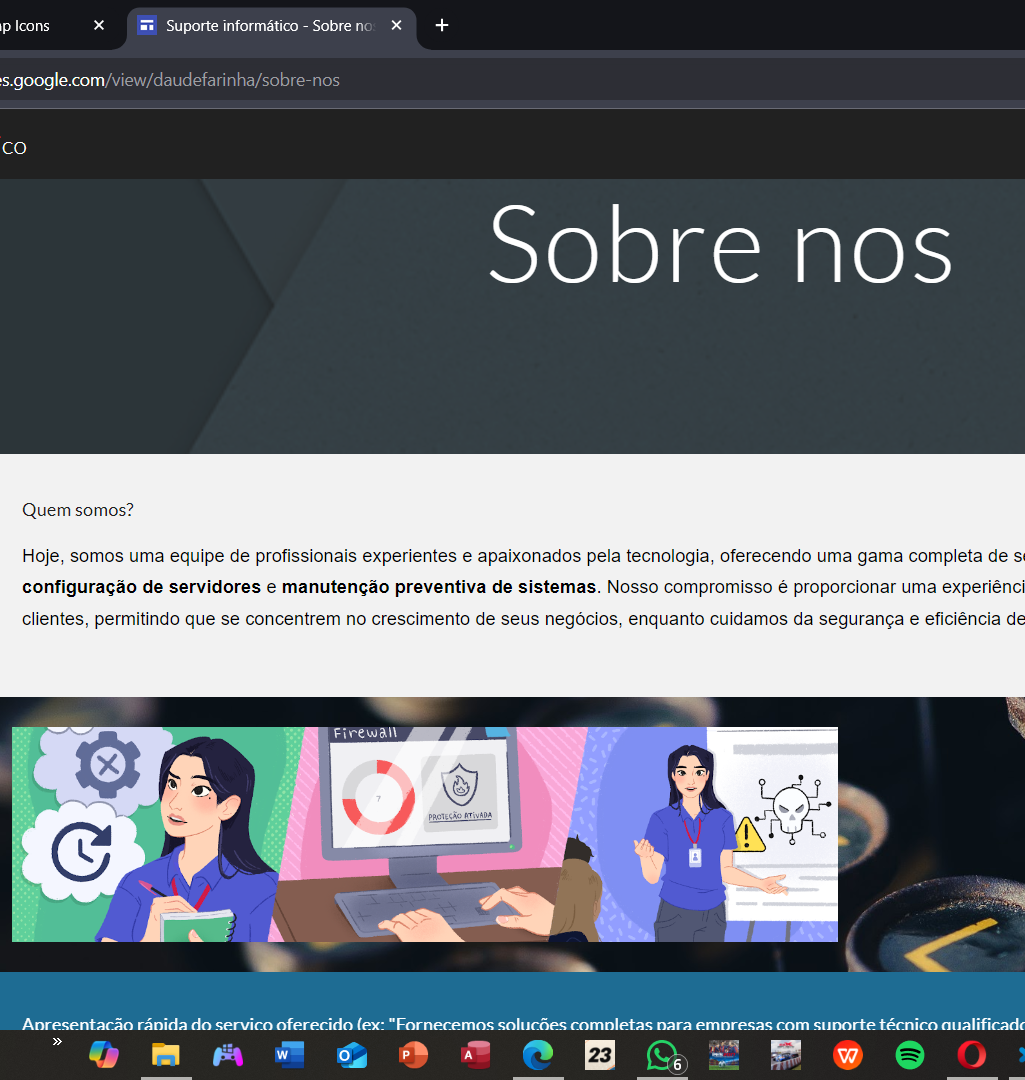 p Icons
Suporte informático - Sobre nos
es.google.com/view/daudefarinha/sobre-nos
ico
Sobre nos
Quem somos?
Hoje, somos uma equipe de profissionais experientes e apaixonados pela tecnologia, oferecendo uma gama completa de se
configuração de servidores e manutenção preventiva de sistemas. Nosso compromisso é proporcionar uma experiênci
clientes, permitindo que se concentrem no crescimento de seus negócios, enquanto cuidamos da segurança e eficiência de
Firewall
?
PROTEÇÃO ATIVADA
Apresentação rápida do serviço oferecido (ex: "Fornecemos soluções completas para empresas com suporte técnico qualificado
W
O
P
A
23
6
W